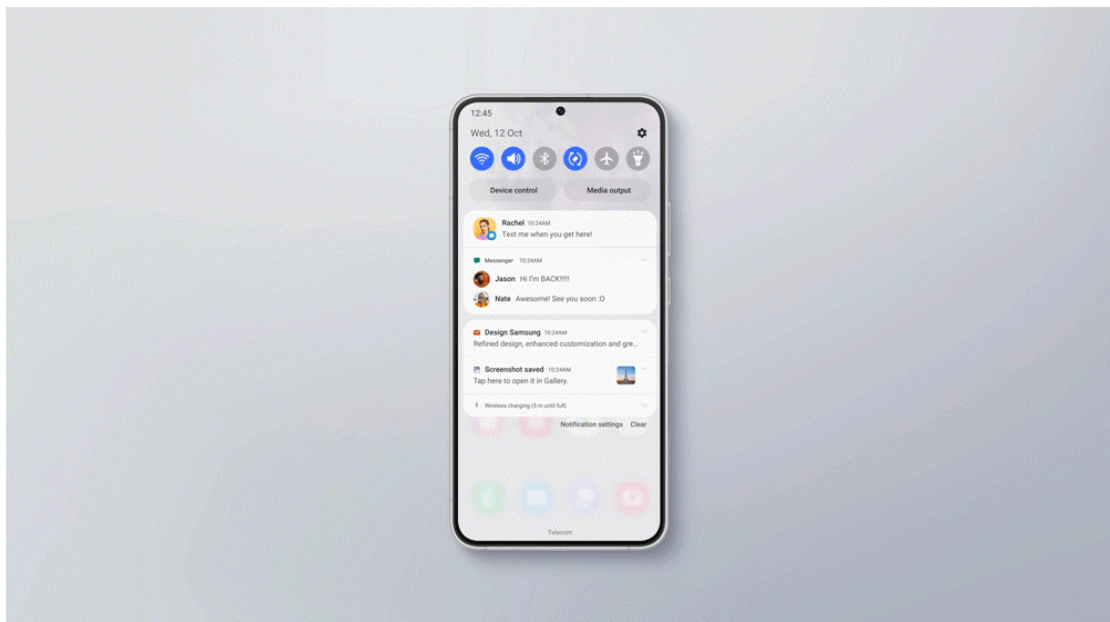 12:45
Wed, 12 Oct
Device control Media output
Rachel 10:24AM
Text me when you get here!
Messenger 10:24AM
Jason Hi I'm BACK!!!!!
Nate Awesome! See you soon :O
Design Samsung 10:24AM
Refined design, enhanced customization and gre...
Screenshot saved 10:24AM
Tap here to open it in Gallery.
Wireless charging (5 m until full)
Notification settings Clear
Telecom